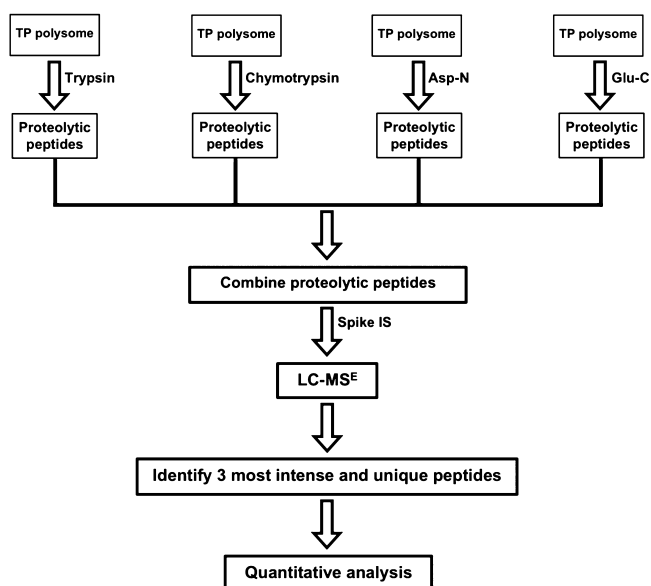 TP polysome
TP polysome
TP polysome
TP polysome
Trypsin
Chymotrypsin
Asp-N
Glu-C
Proteolytic
peptides
Proteolytic
peptides
Proteolytic
peptides
Proteolytic
peptides
Combine proteolytic peptides
Spike IS
LC-MSᴱ
Identify 3 most intense and unique peptides
Quantitative analysis